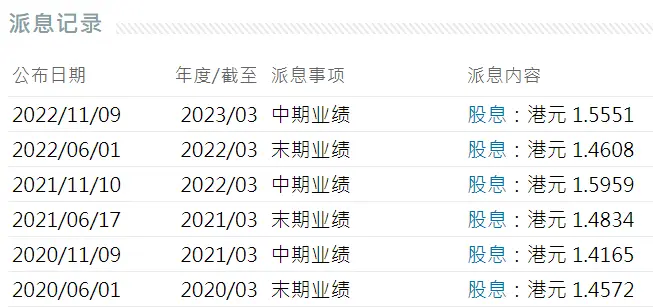 派息记录
公布日期 年度/截至 派息事项 派息内容
2022/11/09 2023/03 中期业绩 股息：港元 1.5551
2022/06/01 2022/03 末期业绩 股息：港元 1.4608
2021/11/10 2022/03 中期业绩 股息：港元 1.5959
2021/06/17 2021/03 末期业绩 股息：港元 1.4834
2020/11/09 2021/03 中期业绩 股息：港元 1.4165
2020/06/01 2020/03 末期业绩 股息：港元 1.4572